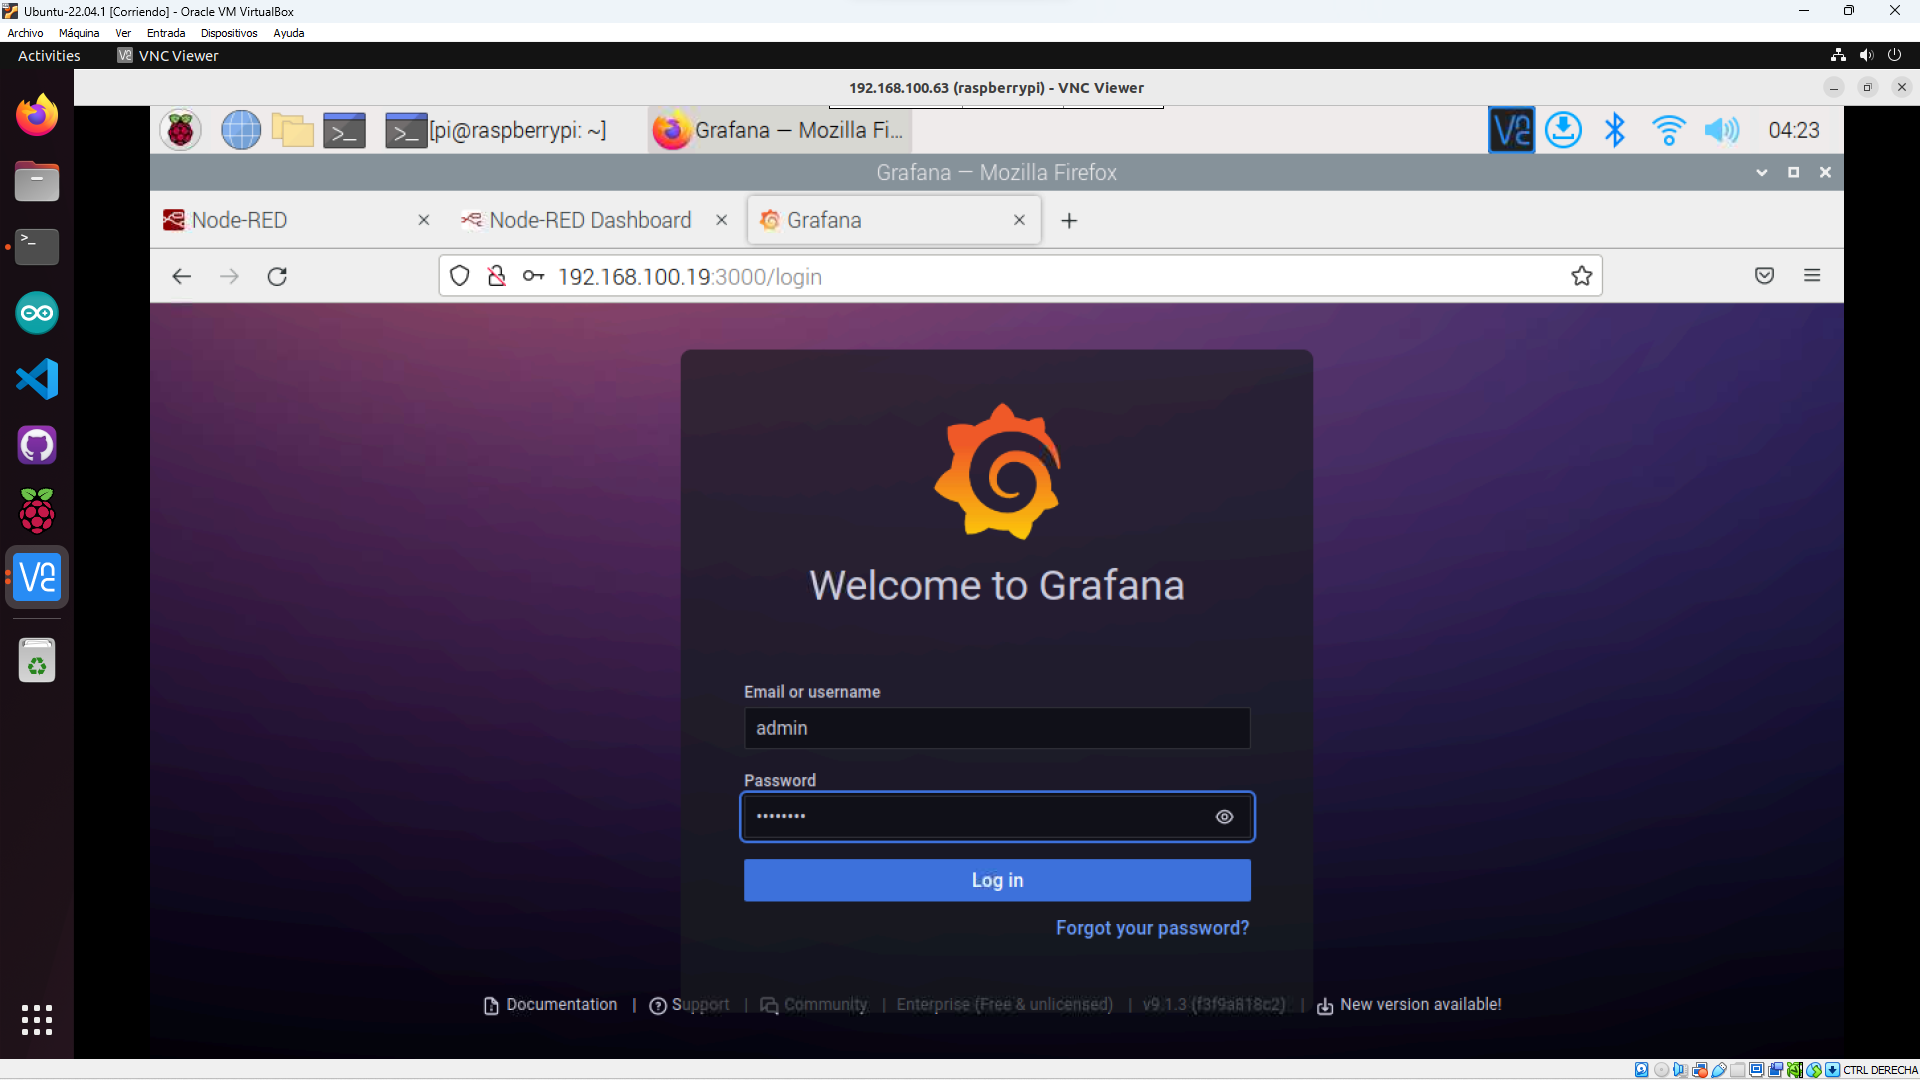 Ubuntu-22.04.1 [Corriendo] - Oracle VM VirtualBox
Archivo Máquina Ver Entrada Dispositivos Ayuda
Activities VNC Viewer
192.168.100.63 (raspberrypi) - VNC Viewer
[pi@raspberrypi: ~] Grafana — Mozilla Fi... 04:23
Grafana — Mozilla Firefox
Node-RED Node-RED Dashboard Grafana
192.168.100.19:3000/login
Welcome to Grafana
Email or username
admin
Password
••••••••
Log in
Forgot your password?
Documentation | Support | Community | Enterprise (Free & unlicensed) | v9.1.3 (f3f9a818c2) | New version available!
CTRL DERECHA